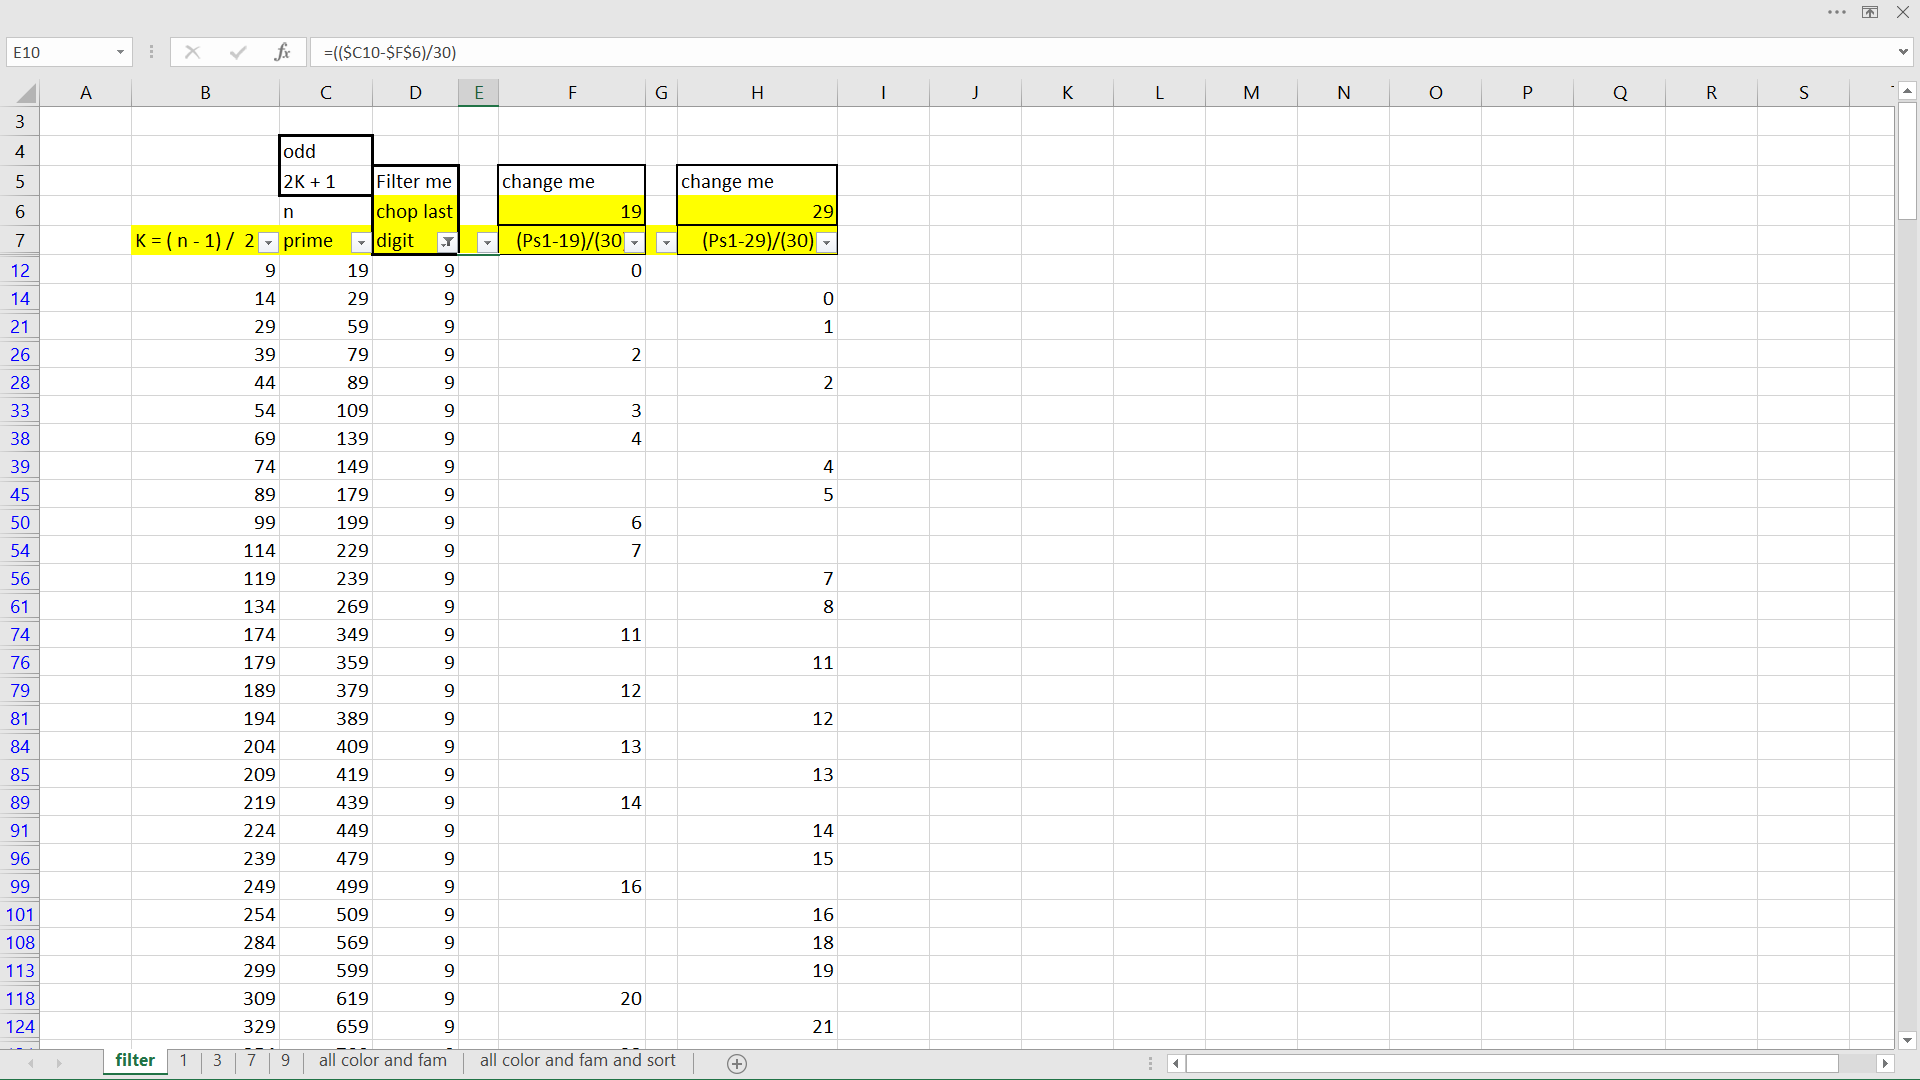 E10 fx =(($C10-$F$6)/30)
A B C D E F G H I J K L M N O P Q R S
3
4 odd
5 2K + 1 Filter me change me change me
6 n chop last 19 29
7 K = ( n - 1) / 2 prime digit (Ps1-19)/(30 (Ps1-29)/(30)
12 9 19 9 0
14 14 29 9 0
21 29 59 9 1
26 39 79 9 2
28 44 89 9 2
33 54 109 9 3
38 69 139 9 4
39 74 149 9 4
45 89 179 9 5
50 99 199 9 6
54 114 229 9 7
56 119 239 9 7
61 134 269 9 8
74 174 349 9 11
76 179 359 9 11
79 189 379 9 12
81 194 389 9 12
84 204 409 9 13
85 209 419 9 13
89 219 439 9 14
91 224 449 9 14
96 239 479 9 15
99 249 499 9 16
101 254 509 9 16
108 284 569 9 18
113 299 599 9 19
118 309 619 9 20
124 329 659 9 21
filter 1 3 7 9 all color and fam all color and fam and sort